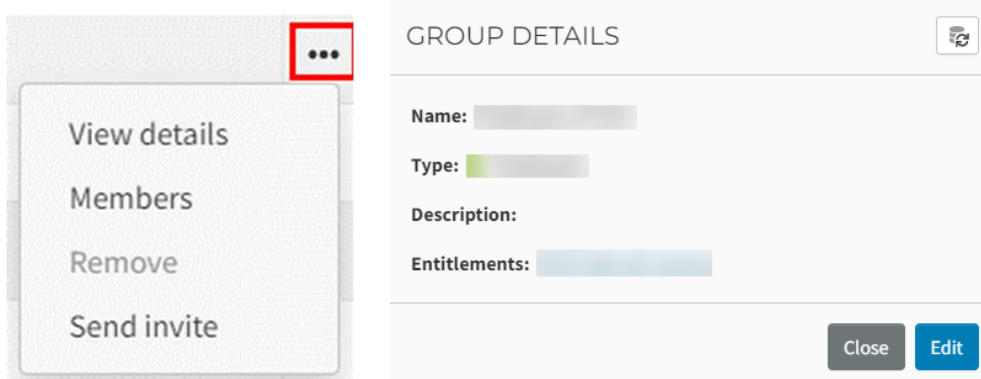 •••
View details
Members
Remove
Send invite
GROUP DETAILS
Name:
Type:
Description:
Entitlements:
Close
Edit